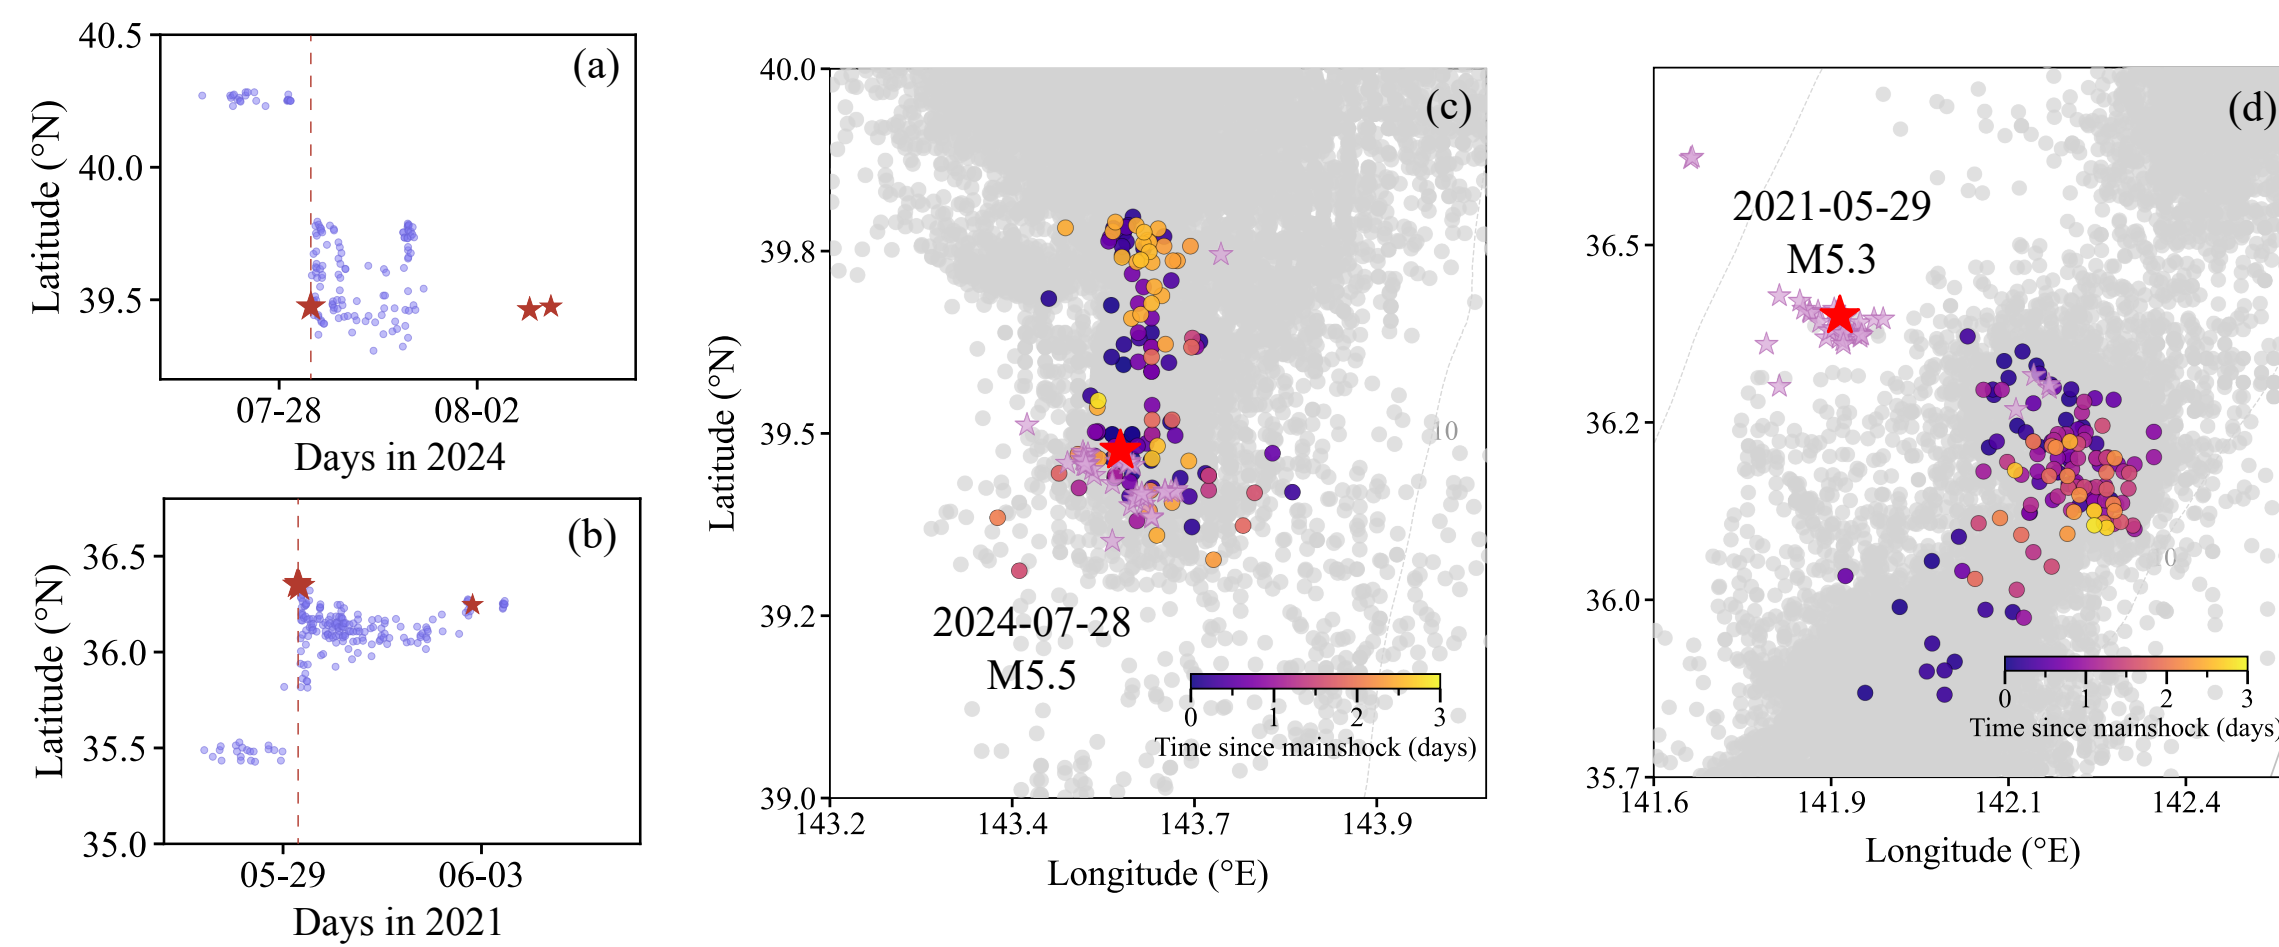 (a)
40.5
40.0
39.5
Latitude (°N)
07-28
08-02
Days in 2024
(b)
36.5
36.0
35.5
35.0
Latitude (°N)
05-29
06-03
Days in 2021
(c)
40.0
39.8
39.5
39.2
39.0
Latitude (°N)
10
2024-07-28
M5.5
0
1
2
3
Time since mainshock (days)
143.2
143.4
143.7
143.9
Longitude (°E)
(d)
2021-05-29
M5.3
36.5
36.2
36.0
35.7
0
0
1
2
3
Time since mainshock (days)
141.6
141.9
142.1
142.4
Longitude (°E)